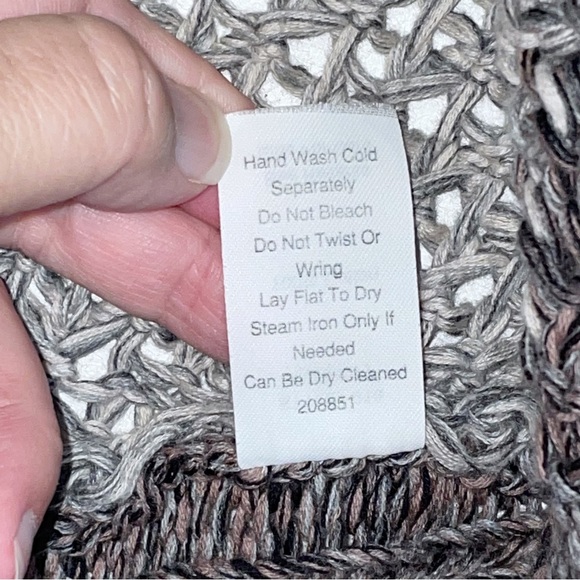 Hand Wash Cold
Separately
Do Not Bleach
Do Not Twist Or
Wring
Lay Flat To Dry
Steam Iron Only If
Needed
Can Be Dry Cleaned
208851